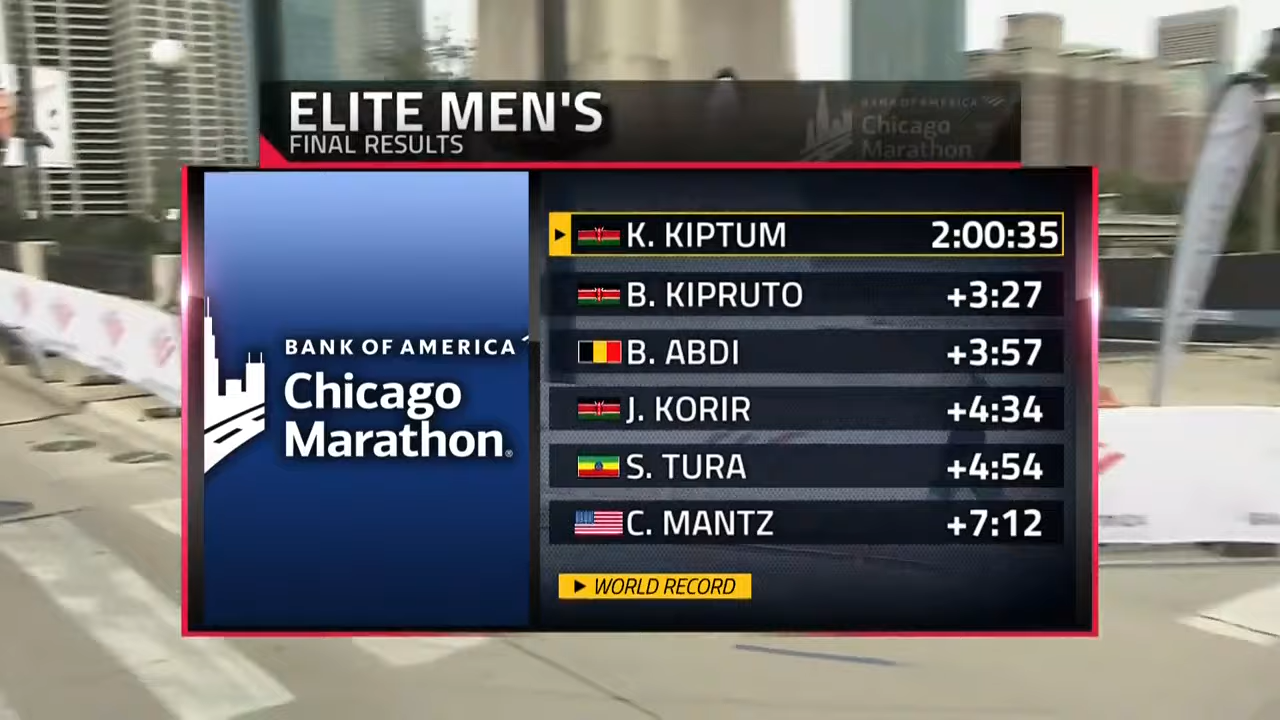 ELITE MEN'S
FINAL RESULTS
BANK OF AMERICA
Chicago
Marathon
BANK OF AMERICA
Chicago
Marathon®
K. KIPTUM 2:00:35
B. KIPRUTO +3:27
B. ABDI +3:57
J. KORIR +4:34
S. TURA +4:54
C. MANTZ +7:12
WORLD RECORD